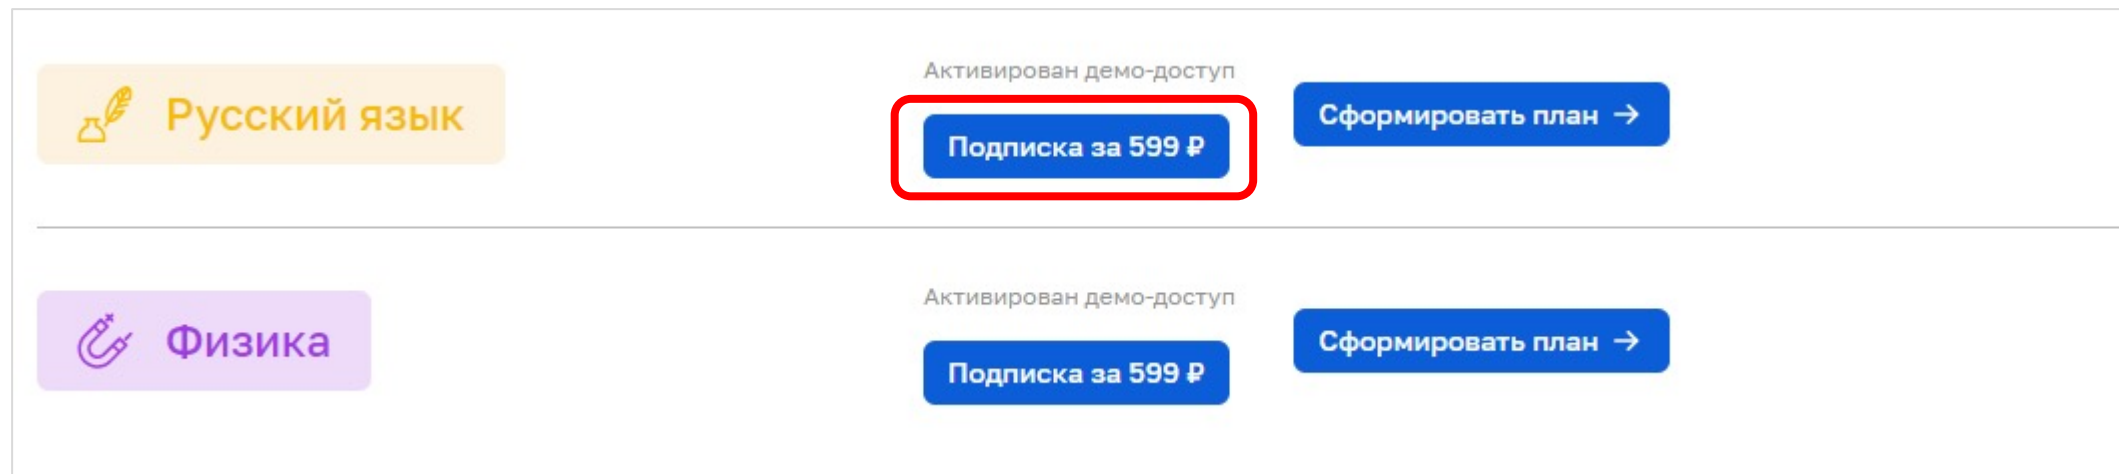 Русский язык
Активирован демо-доступ
Подписка за 599 ₽
Сформировать план →
Физика
Активирован демо-доступ
Подписка за 599 ₽
Сформировать план →